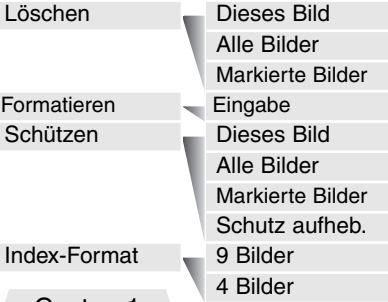 Löschen
Dieses Bild
Alle Bilder
Markierte Bilder
Formatieren
Eingabe
Schützen
Dieses Bild
Alle Bilder
Markierte Bilder
Schutz aufheb.
Index-Format
9 Bilder
4 Bilder